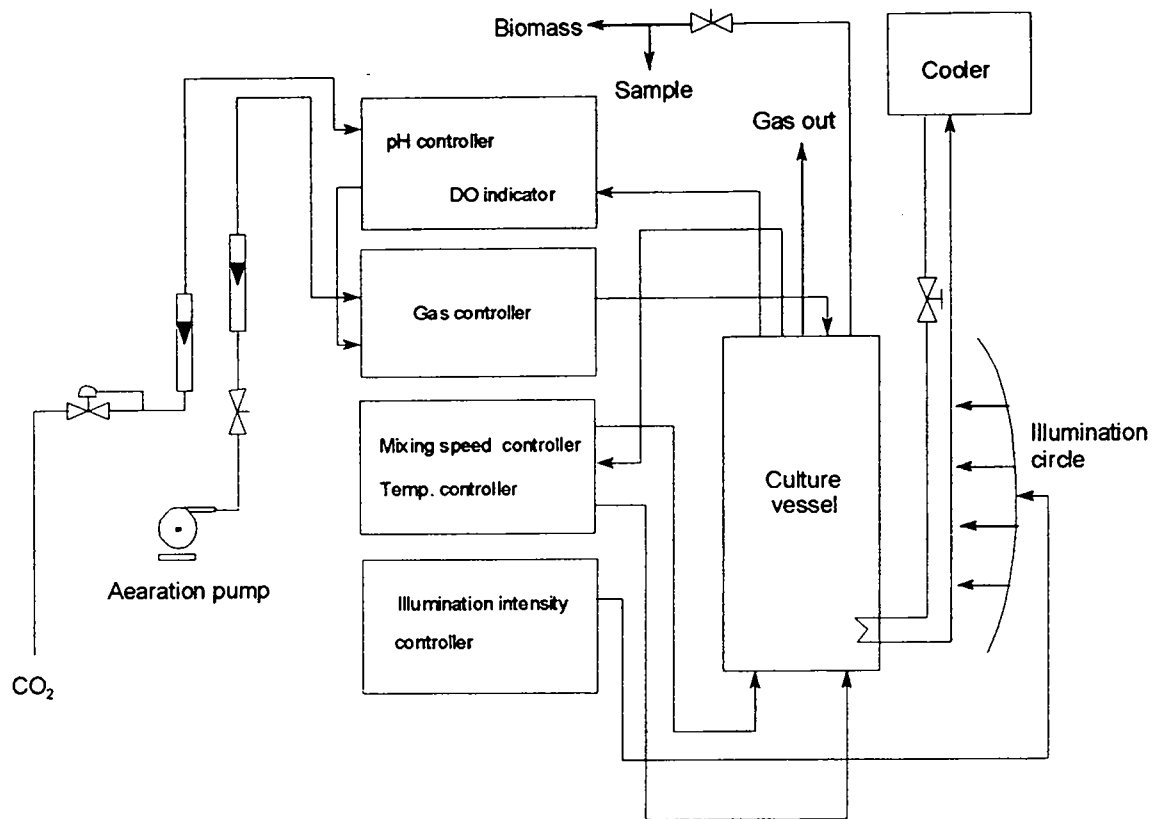 Biomass
Sample
Cooler
Gas out
pH controller
DO indicator
Gas controller
Mixing speed controller
Temp. controller
Culture
vessel
Illumination
circle
Aearation pump
Illumination intensity
controller
CO₂